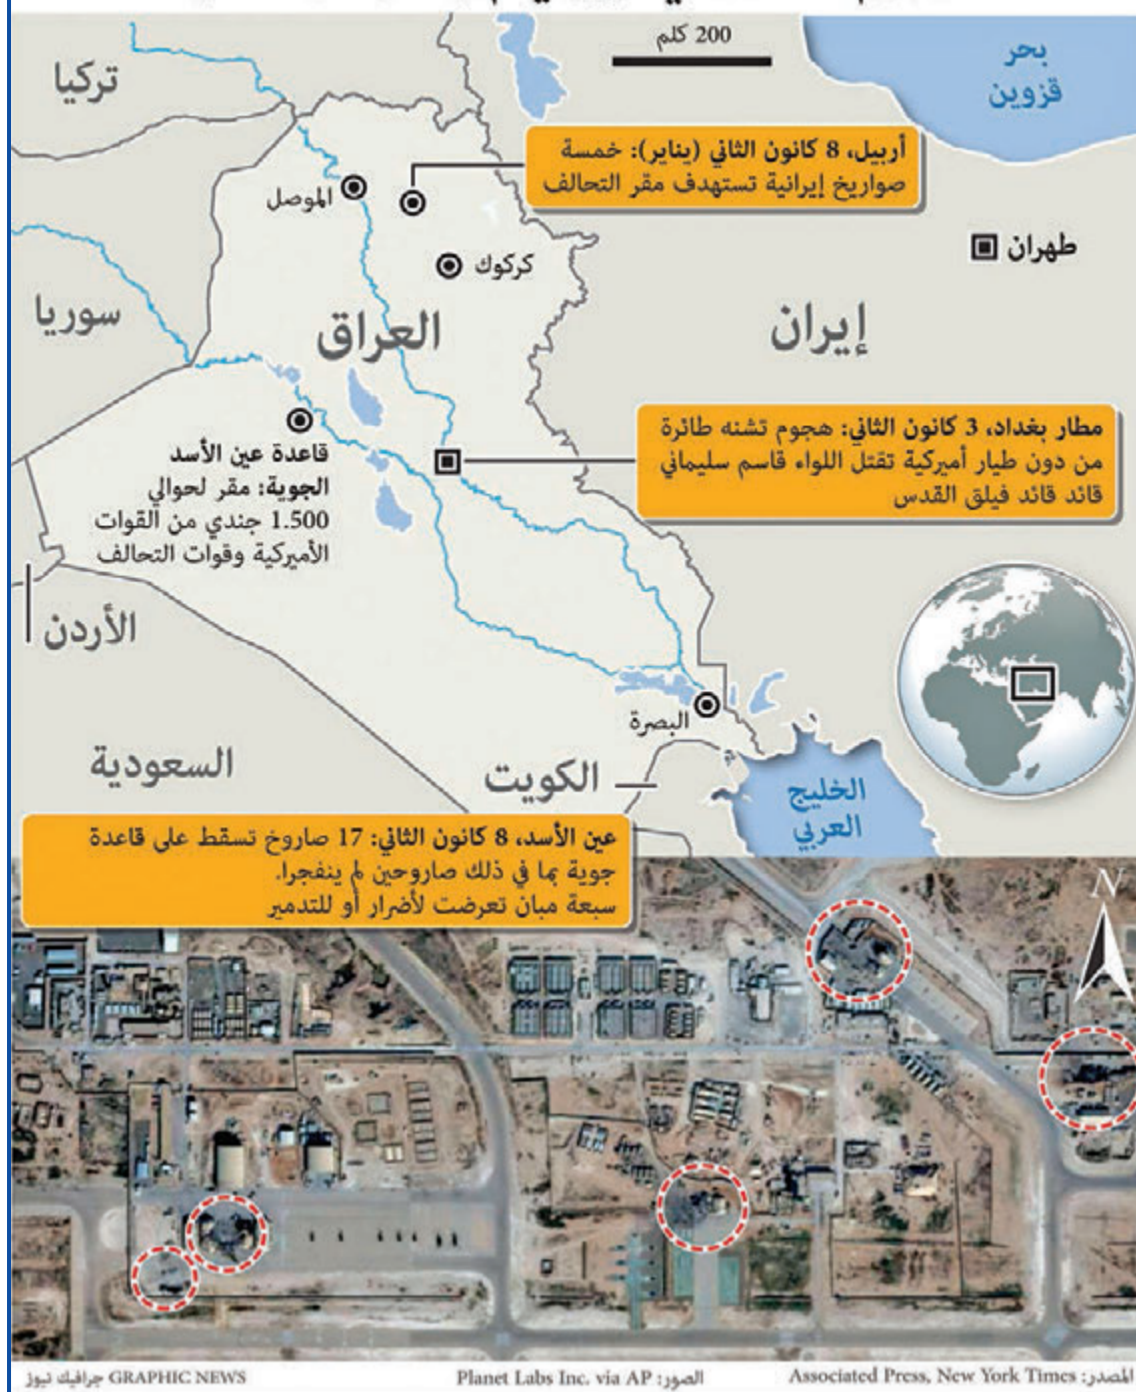 200 كلم
بحر
قزوين
تركيا
أربيل، 8 كانون الثاني (يناير): خمسة
صواريخ إيرانية تستهدف مقر التحالف
الموصل
طهران
كركوك
سوريا
العراق
إيران
مطار بغداد، 3 كانون الثاني: هجوم تشنه طائرة
من دون طيار أميركية تقتل اللواء قاسم سليماني
قائد قائد فيلق القدس
قاعدة عين الأسد
الجوية: مقر لحوالي
1.500 جندي من القوات
الأميركية وقوات التحالف
الأردن
البصرة
السعودية
الكويت
الخليج
العربي
عين الأسد، 8 كانون الثاني: 17 صاروخ تسقط على قاعدة
جوية بما في ذلك صاروحين لم ينفجرا.
سبعة مبان تعرضت لأضرار أو للتدمير
N
المصدر: Associated Press, New York Times
الصور: Planet Labs Inc. via AP
GRAPHIC NEWS جرافيك نيوز